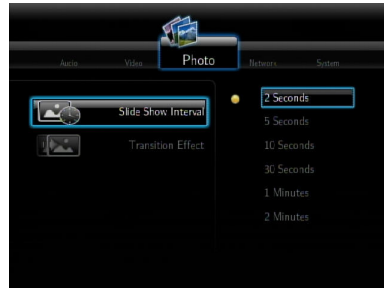 Audio Video Photo Network System
Slide Show Interval
Transition Effect
2 Seconds
5 Seconds
10 Seconds
30 Seconds
1 Minutes
2 Minutes